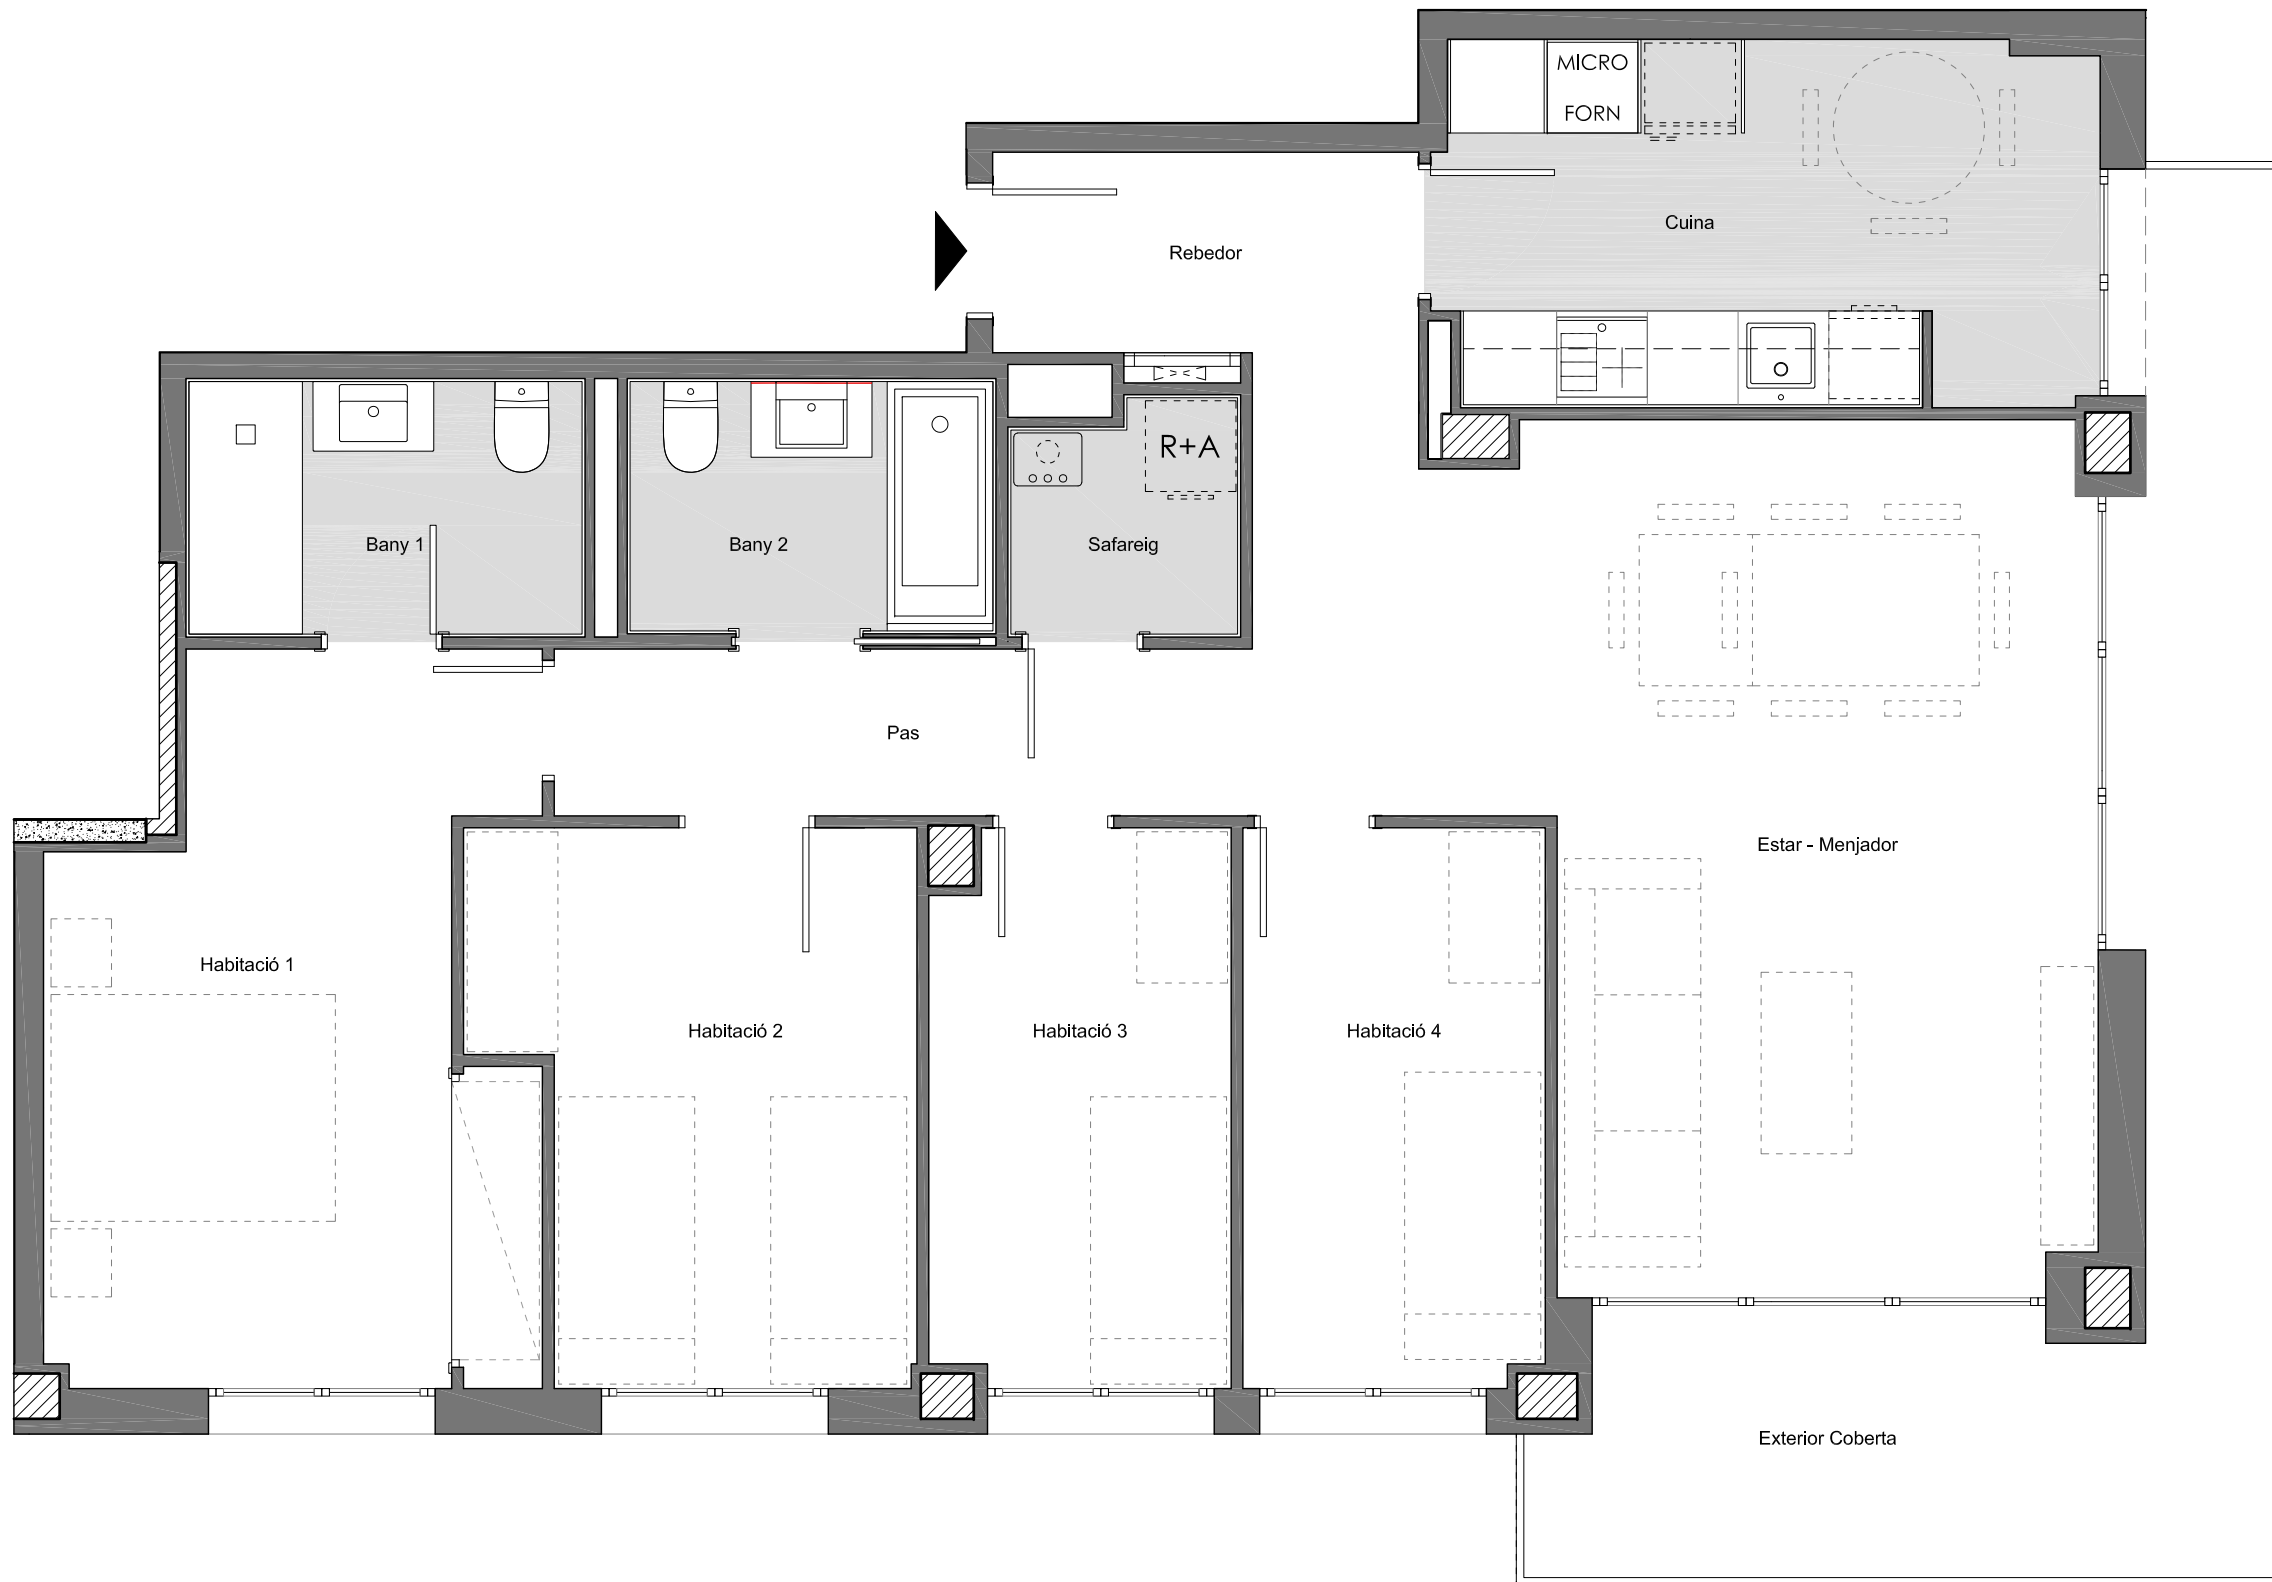 MICRO
FORN
Cuina
Rebedor
R+A
Bany 1
Bany 2
Safareig
Pas
Estar - Menjador
Habitació 1
Habitació 2
Habitació 3
Habitació 4
Exterior Coberta